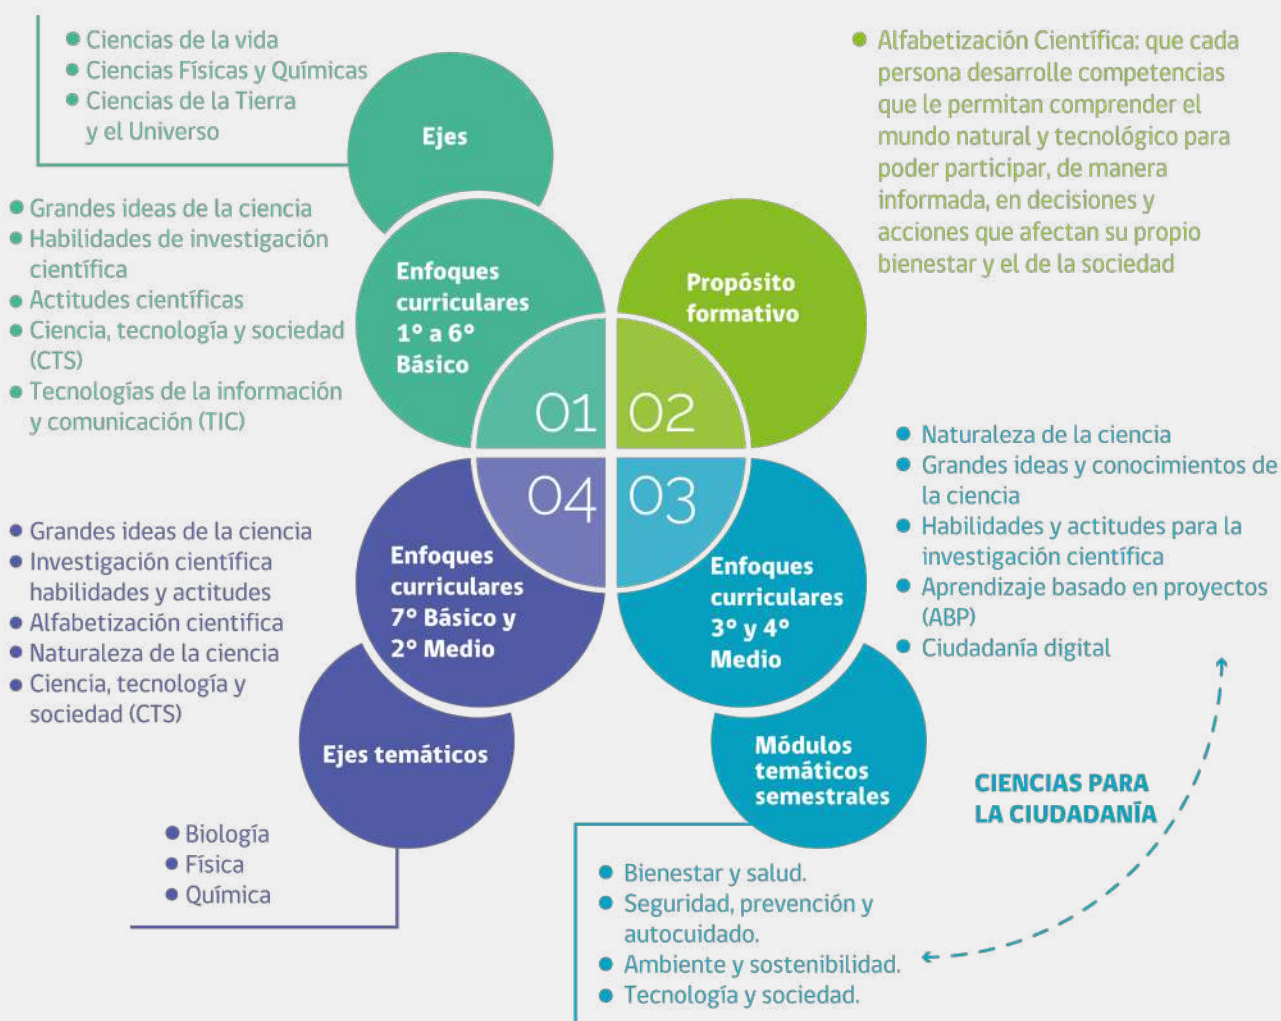 Ciencias de la vida
Ciencias Físicas y Químicas
Ciencias de la Tierra
y el Universo
Ejes
Grandes ideas de la ciencia
Habilidades de investigación
científica
Actitudes científicas
Ciencia, tecnología y sociedad
(CTS)
Tecnologías de la información
y comunicación (TIC)
Enfoques
curriculares
1° a 6°
Básico
01
Alfabetización Científica: que cada
persona desarrolle competencias
que le permitan comprender el
mundo natural y tecnológico para
poder participar, de manera
informada, en decisiones y
acciones que afectan su propio
bienestar y el de la sociedad
Propósito
formativo
02
Naturaleza de la ciencia
Grandes ideas y conocimientos de
la ciencia
Habilidades y actitudes para la
investigación científica
Aprendizaje basado en proyectos
(ABP)
Ciudadanía digital
03
Enfoques
curriculares
3° y 4°
Medio
Módulos
temáticos
semestrales
CIENCIAS PARA
LA CIUDADANÍA
Bienestar y salud.
Seguridad, prevención y
autocuidado.
Ambiente y sostenibilidad.
Tecnología y sociedad.
04
Enfoques
curriculares
7° Básico y
2° Medio
Grandes ideas de la ciencia
Investigación científica
habilidades y actitudes
Alfabetización cientifica
Naturaleza de la ciencia
Ciencia, tecnología y
sociedad (CTS)
Ejes temáticos
Biología
Física
Química